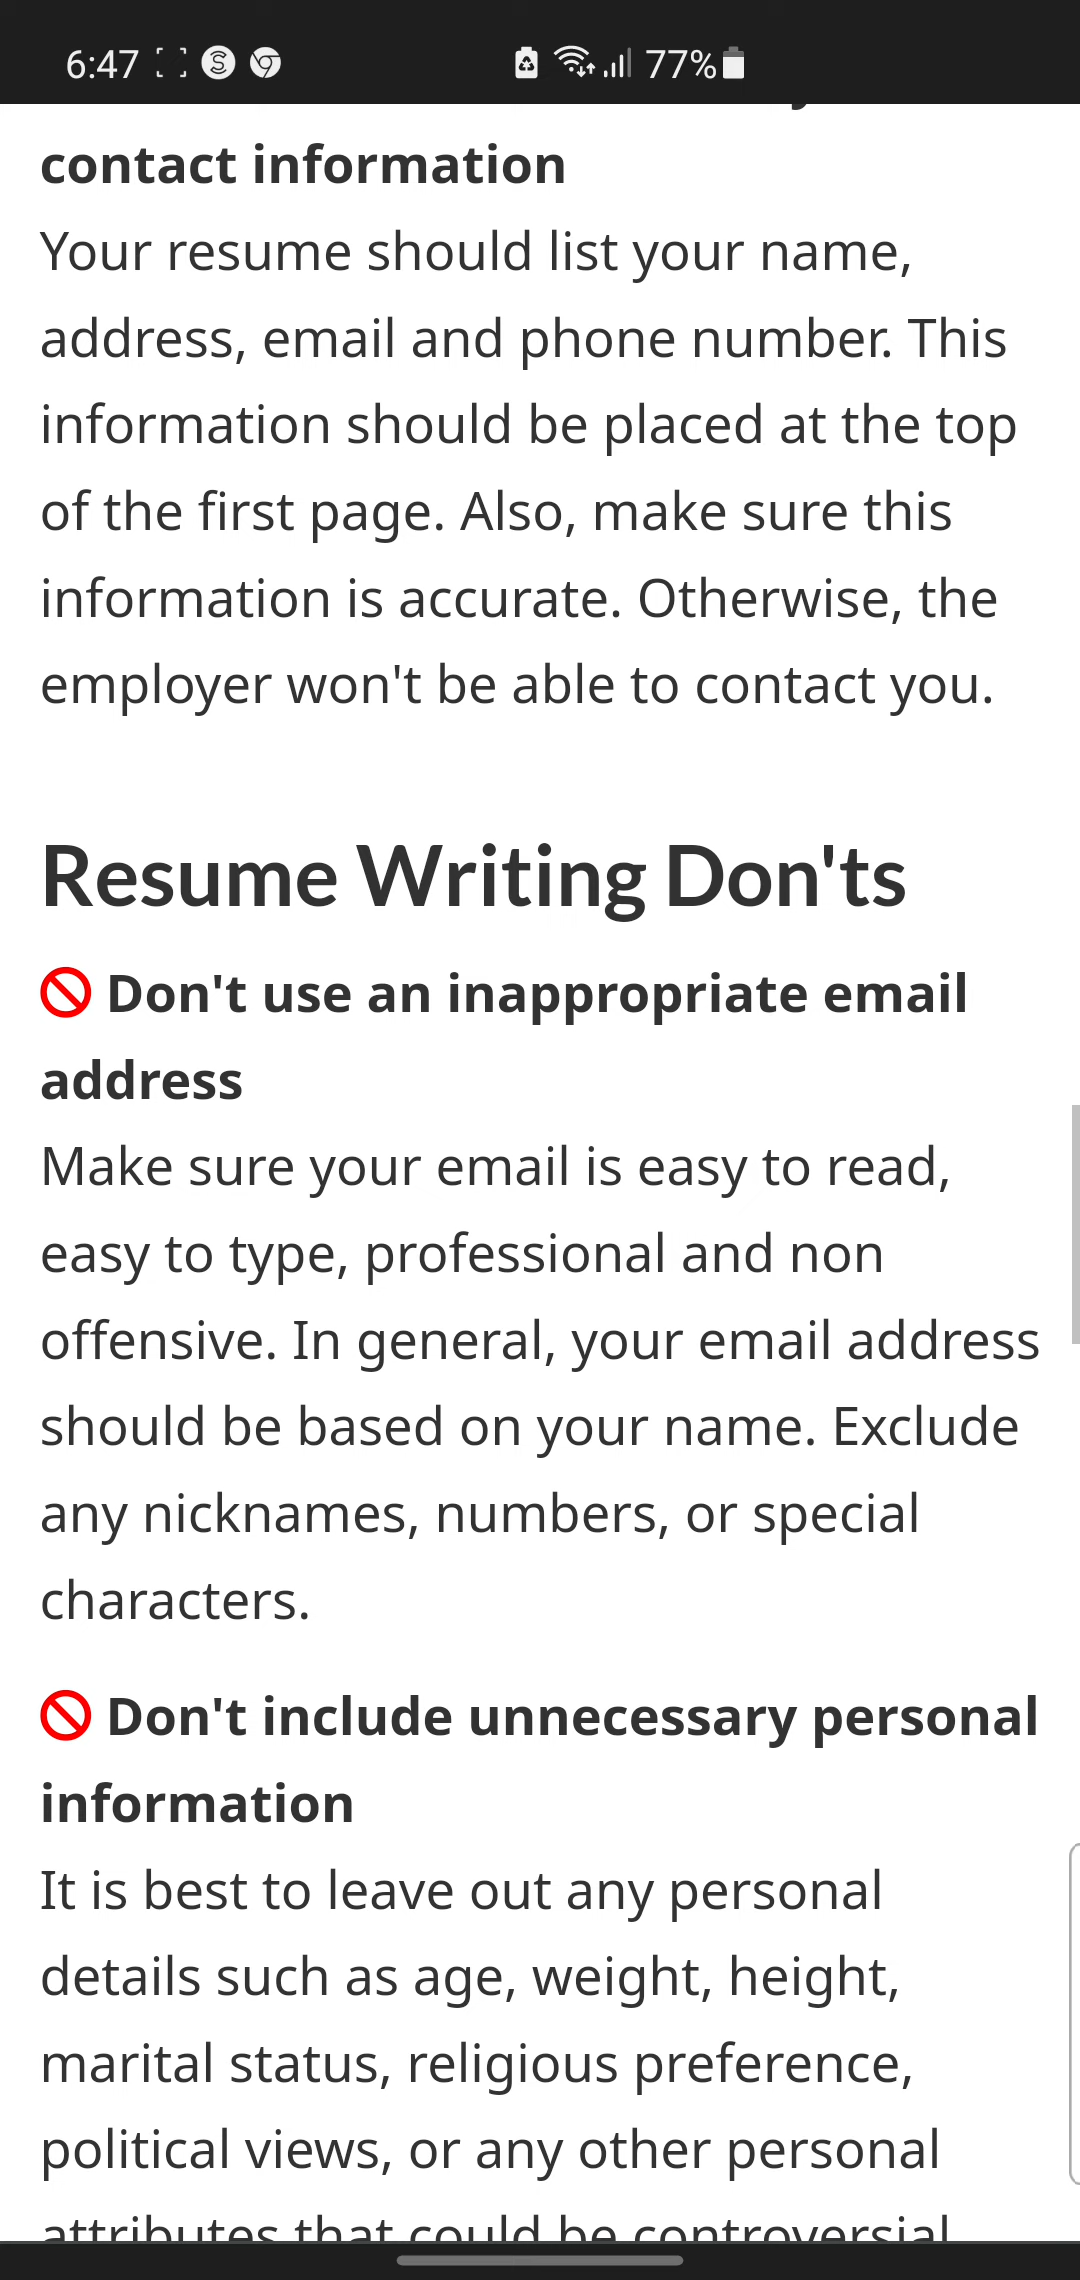 6:47
77%
contact information
Your resume should list your name,
address, email and phone number. This
information should be placed at the top
of the first page. Also, make sure this
information is accurate. Otherwise, the
employer won't be able to contact you.
Resume Writing Don'ts
🚫 Don't use an inappropriate email
address
Make sure your email is easy to read,
easy to type, professional and non
offensive. In general, your email address
should be based on your name. Exclude
any nicknames, numbers, or special
characters.
🚫 Don't include unnecessary personal
information
It is best to leave out any personal
details such as age, weight, height,
marital status, religious preference,
political views, or any other personal
attributes that could be controversial